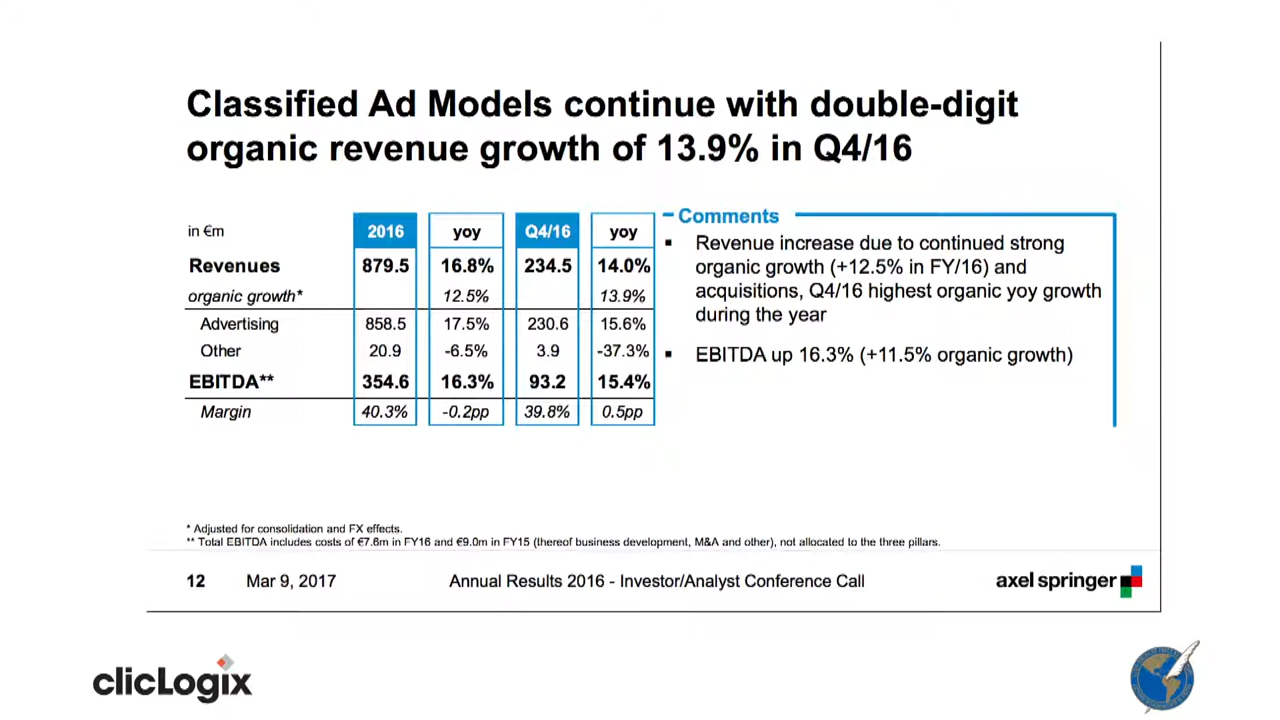 Classified Ad Models continue with double-digit
organic revenue growth of 13.9% in Q4/16
in €m 2016 yoy Q4/16 yoy
Revenues 879.5 16.8% 234.5 14.0%
organic growth* 12.5% 13.9%
Advertising 858.5 17.5% 230.6 15.6%
Other 20.9 -6.5% 3.9 -37.3%
EBITDA** 354.6 16.3% 93.2 15.4%
Margin 40.3% -0.2pp 39.8% 0.5pp
Comments
▪ Revenue increase due to continued strong
organic growth (+12.5% in FY/16) and
acquisitions, Q4/16 highest organic yoy growth
during the year
▪ EBITDA up 16.3% (+11.5% organic growth)
* Adjusted for consolidation and FX effects.
** Total EBITDA includes costs of €7.6m in FY16 and €9.0m in FY15 (thereof business development, M&A and other), not allocated to the three pillars.
12 Mar 9, 2017 Annual Results 2016 - Investor/Analyst Conference Call axel springer
clicLogix